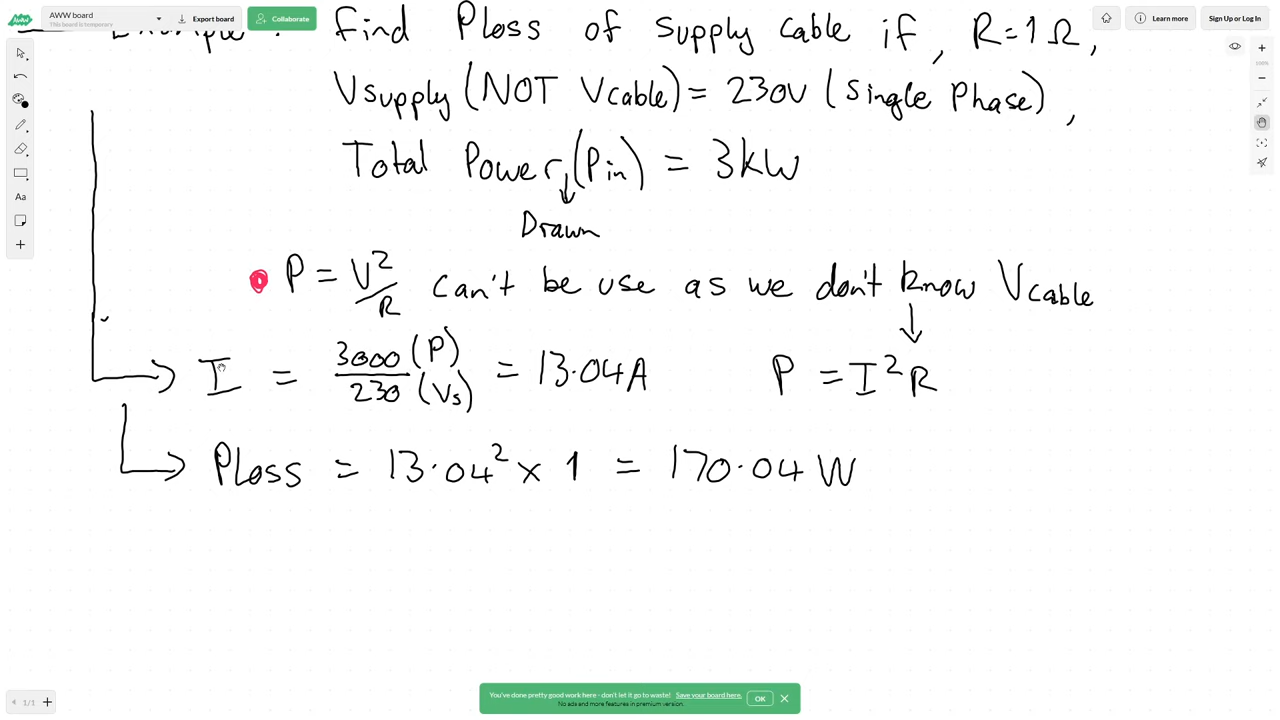 AWW board
This board is temporary
Export board
Collaborate
Learn more
Sign Up or Log In
Example : Find Ploss of supply cable if, R=1Ω,
Vsupply (NOT Vcable) = 230V (Single Phase),
Total Power (Pin) = 3kW
Drawn
P = V²/R can't be use as we don't know Vcable
I = 3000 (P) / 230 (Vs) = 13.04A P = I²R
Ploss = 13.04² x 1 = 170.04 W
Aa
100%
1/1
You've done pretty good work here - don't let it go to waste! Save your board here.
No ads and more features in premium version.
OK